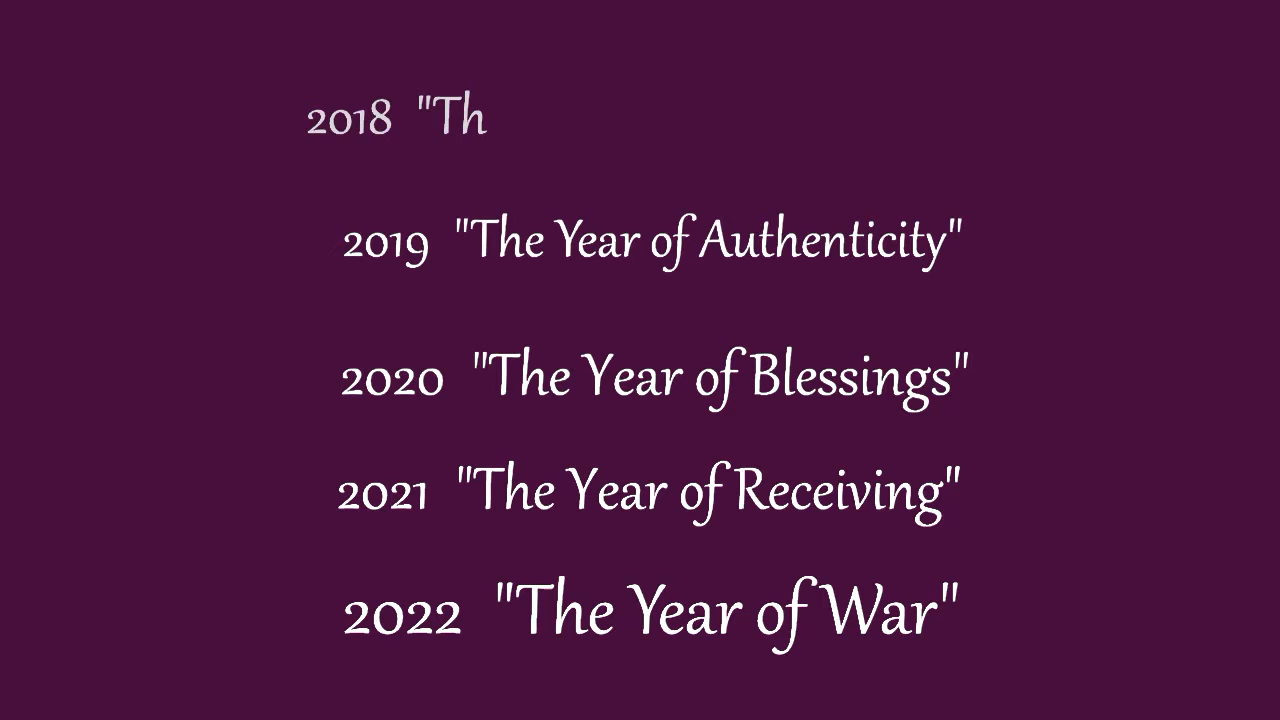 2018 "Th
2019 "The Year of Authenticity"
2020 "The Year of Blessings"
2021 "The Year of Receiving"
2022 "The Year of War"